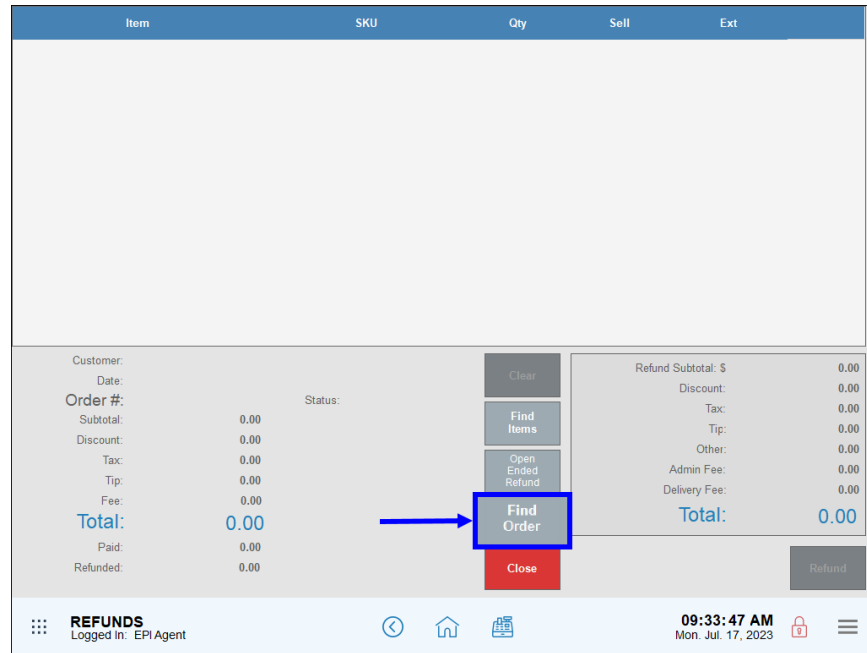 Item SKU Qty Sell Ext
Customer:
Date:
Order #: Status:
Subtotal: 0.00
Discount: 0.00
Tax: 0.00
Tip: 0.00
Fee: 0.00
Total: 0.00
Paid: 0.00
Refunded: 0.00
Clear
Find
Items
Open
Ended
Refund
Find
Order
Close
Refund Subtotal: $ 0.00
Discount: 0.00
Tax: 0.00
Tip: 0.00
Other: 0.00
Admin Fee: 0.00
Delivery Fee: 0.00
Total: 0.00
Refund
REFUNDS
Logged In: EPI Agent
09:33:47 AM
Mon. Jul. 17, 2023